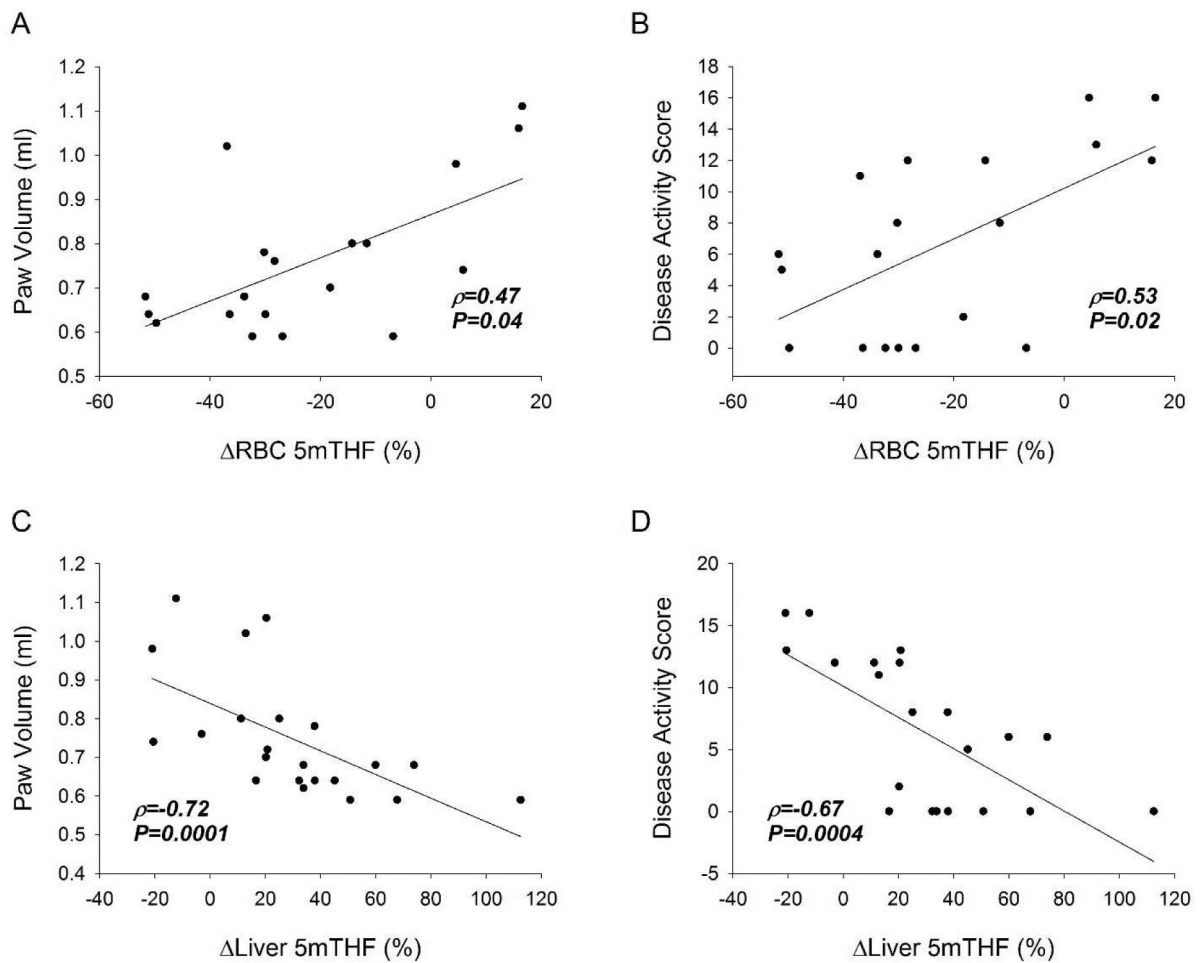 A
Paw Volume (ml)
1.2
1.1
1.0
0.9
0.8
0.7
0.6
0.5
-60 -40 -20 0 20
ΔRBC 5mTHF (%)
ρ=0.47
P=0.04
B
Disease Activity Score
18
16
14
12
10
8
6
4
2
0
-60 -40 -20 0 20
ΔRBC 5mTHF (%)
ρ=0.53
P=0.02
C
Paw Volume (ml)
1.2
1.1
1.0
0.9
0.8
0.7
0.6
0.5
0.4
-40 -20 0 20 40 60 80 100 120
ΔLiver 5mTHF (%)
ρ=-0.72
P=0.0001
D
Disease Activity Score
20
15
10
5
0
-5
-40 -20 0 20 40 60 80 100 120
ΔLiver 5mTHF (%)
ρ=-0.67
P=0.0004